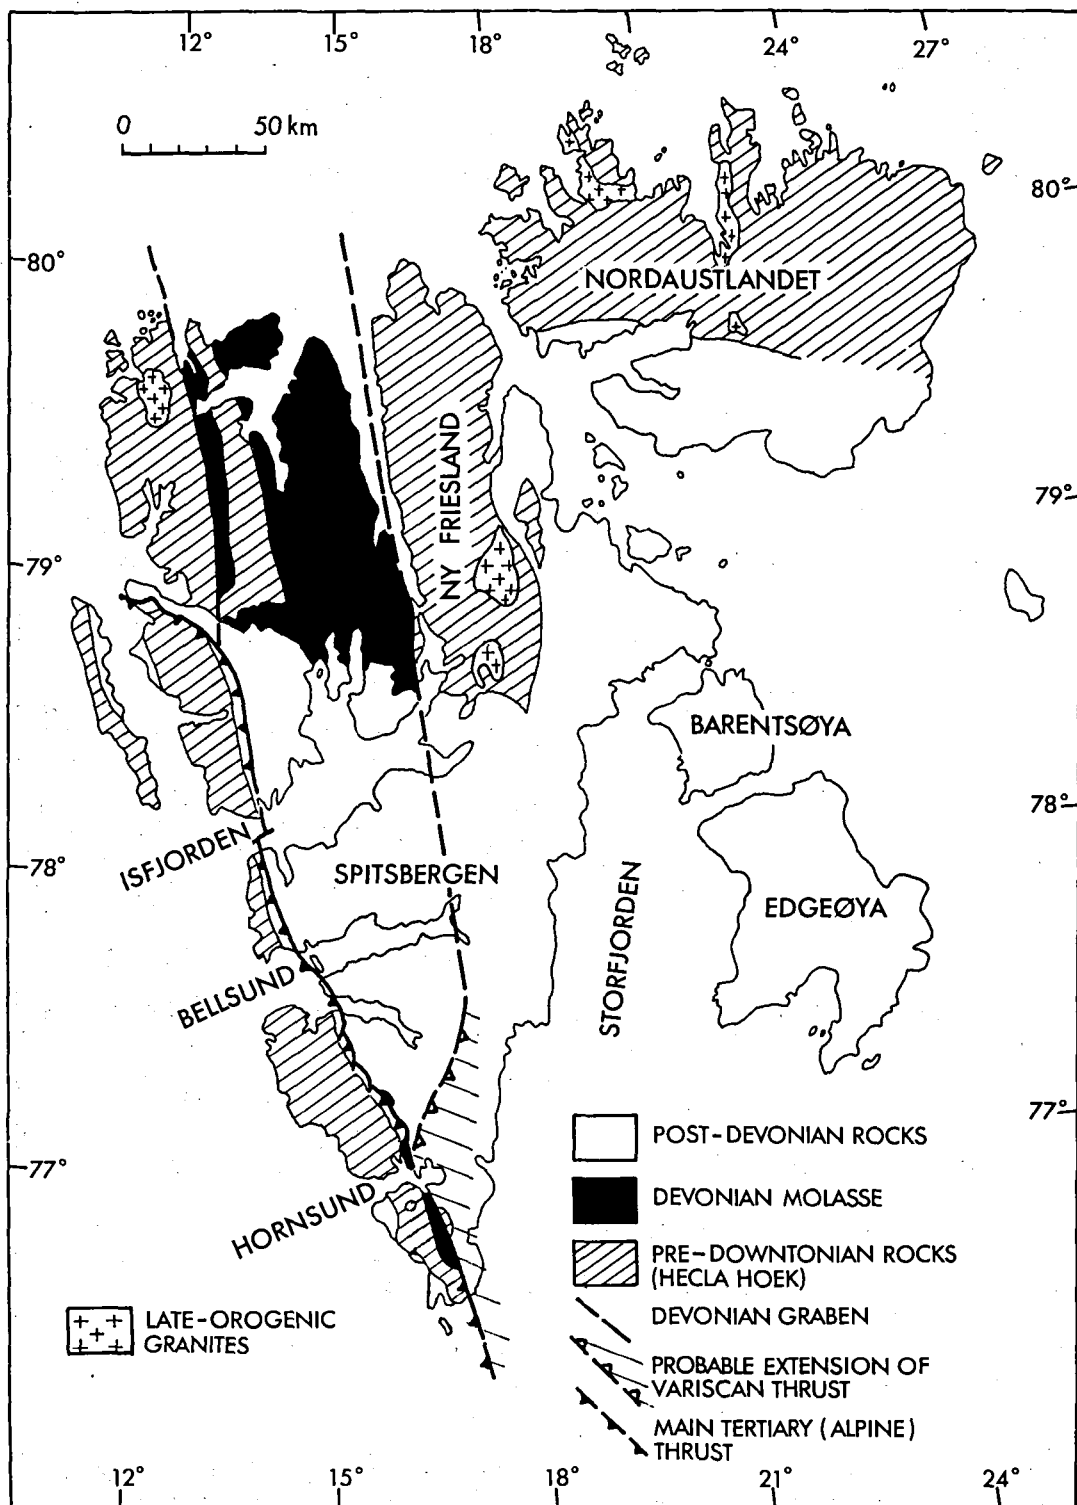 12° 15° 18° 24° 27°
0 50 km
80°
80°
NORDAUSTLANDET
NY FRIESLAND
79°
79°
BARENTSØYA
78°
ISFJORDEN
78°
SPITSBERGEN
EDGEØYA
STORFJORDEN
BELLSUND
77°
POST-DEVONIAN ROCKS
77°
DEVONIAN MOLASSE
HORNSUND
PRE-DOWNTONIAN ROCKS
(HECLA HOEK)
DEVONIAN GRABEN
LATE-OROGENIC
GRANITES
PROBABLE EXTENSION OF
VARISCAN THRUST
MAIN TERTIARY (ALPINE)
THRUST
12° 15° 18° 21° 24°